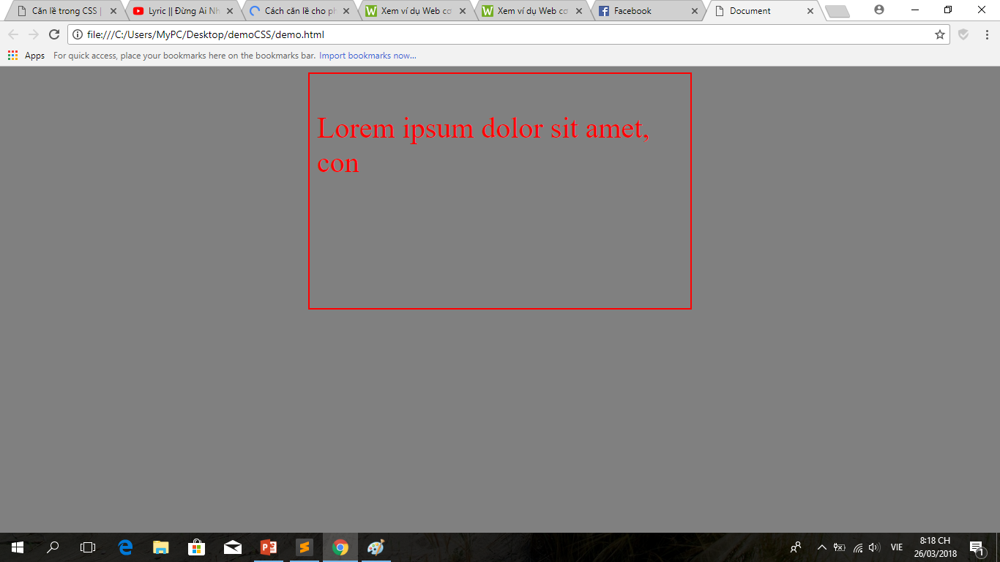 Căn lề trong CSS |
Lyric || Đừng Ai Nh
Cách căn lề cho ph
Xem ví dụ Web cơ
Xem ví dụ Web cơ
Facebook
Document
file:///C:/Users/MyPC/Desktop/demoCSS/demo.html
Apps For quick access, place your bookmarks here on the bookmarks bar. Import bookmarks now...
Lorem ipsum dolor sit amet,
con
VIE
8:18 CH
26/03/2018
1